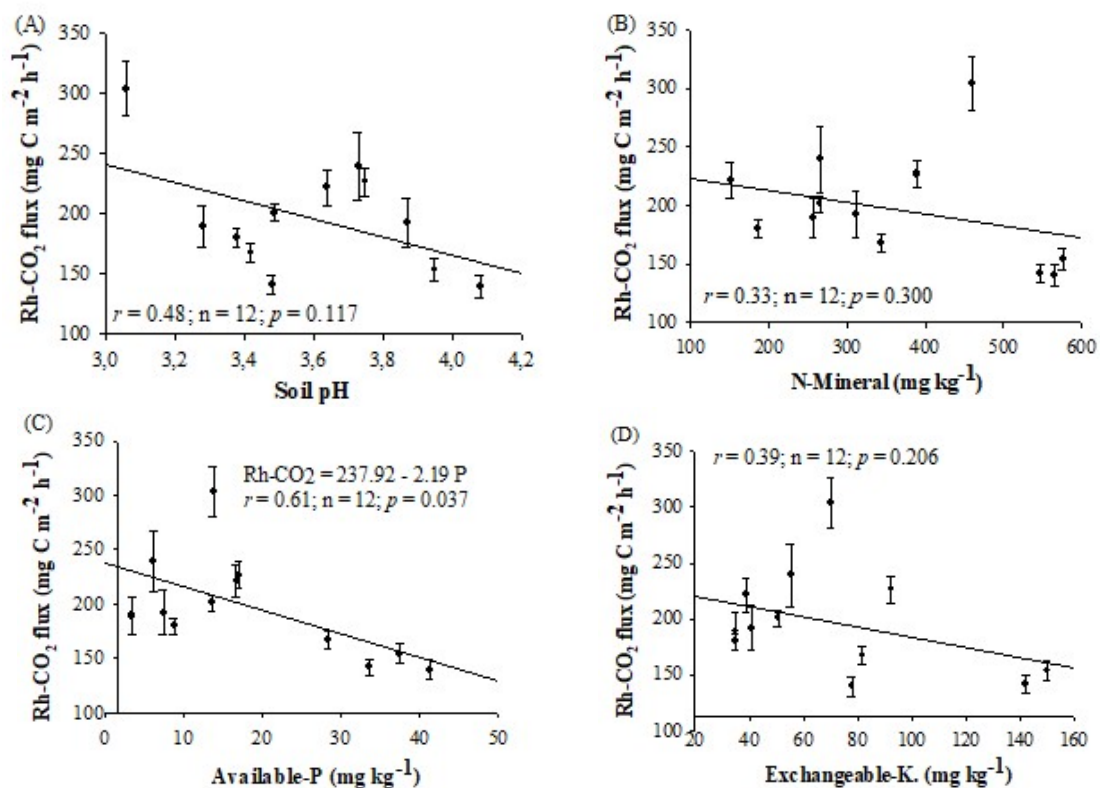 (A)
Rh-CO₂ flux (mg C m⁻² h⁻¹)
350
300
250
200
150
100
r = 0.48; n = 12; p = 0.117
3,0 3,2 3,4 3,6 3,8 4,0 4,2
Soil pH
(B)
Rh-CO₂ flux (mg C m⁻² h⁻¹)
350
300
250
200
150
100
r = 0.33; n = 12; p = 0.300
100 200 300 400 500 600
N-Mineral (mg kg⁻¹)
(C)
Rh-CO₂ flux (mg C m⁻² h⁻¹)
350
300
250
200
150
100
Rh-CO2 = 237.92 - 2.19 P
r = 0.61; n = 12; p = 0.037
0 10 20 30 40 50
Available-P (mg kg⁻¹)
(D)
Rh-CO₂ flux (mg C m⁻² h⁻¹)
350
300
250
200
150
100
r = 0.39; n = 12; p = 0.206
20 40 60 80 100 120 140 160
Exchangeable-K. (mg kg⁻¹)